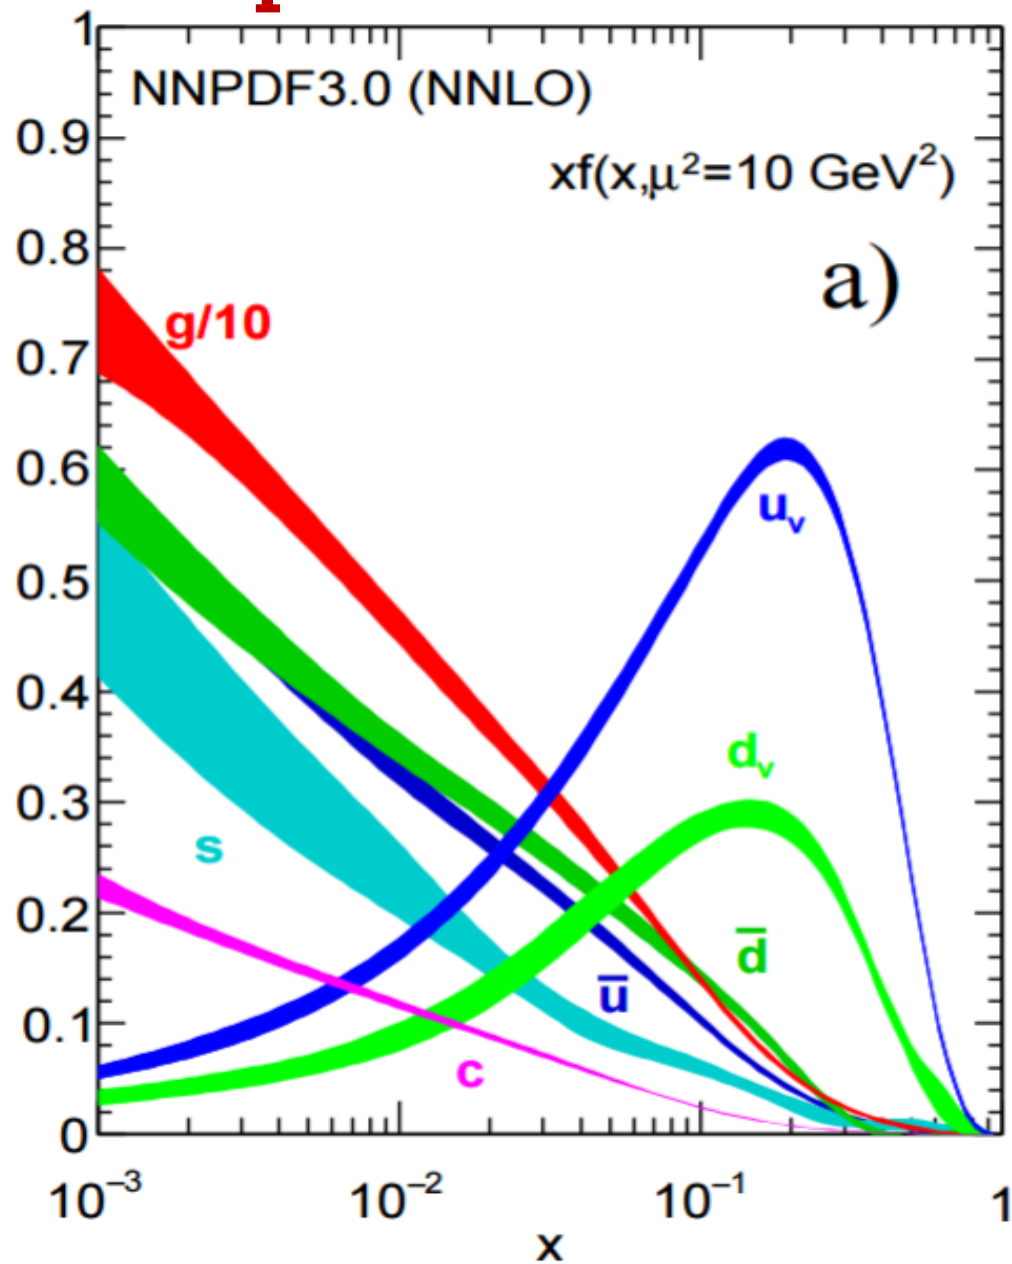 1
NNPDF3.0 (NNLO)
xf(x,μ²=10 GeV²)
0.9
0.8
a)
g/10
0.7
0.6
u_v
0.5
0.4
d_v
0.3
s
0.2
d̅
u̅
0.1
c
0
10⁻³ 10⁻² 10⁻¹ 1
x